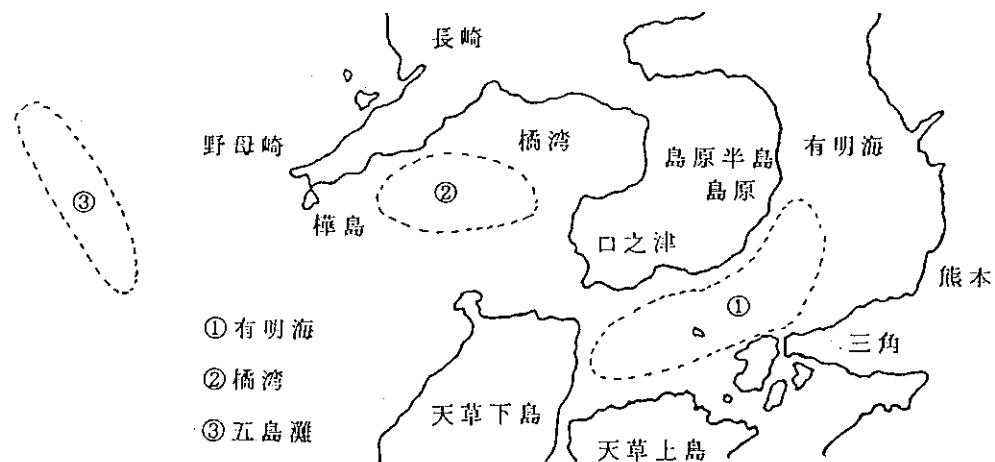 長崎
野母崎
橘湾
島原半島
島原
有明海
③
②
樺島
口之津
①
熊本
三角
①有明海
②橘湾
③五島灘
天草下島
天草上島